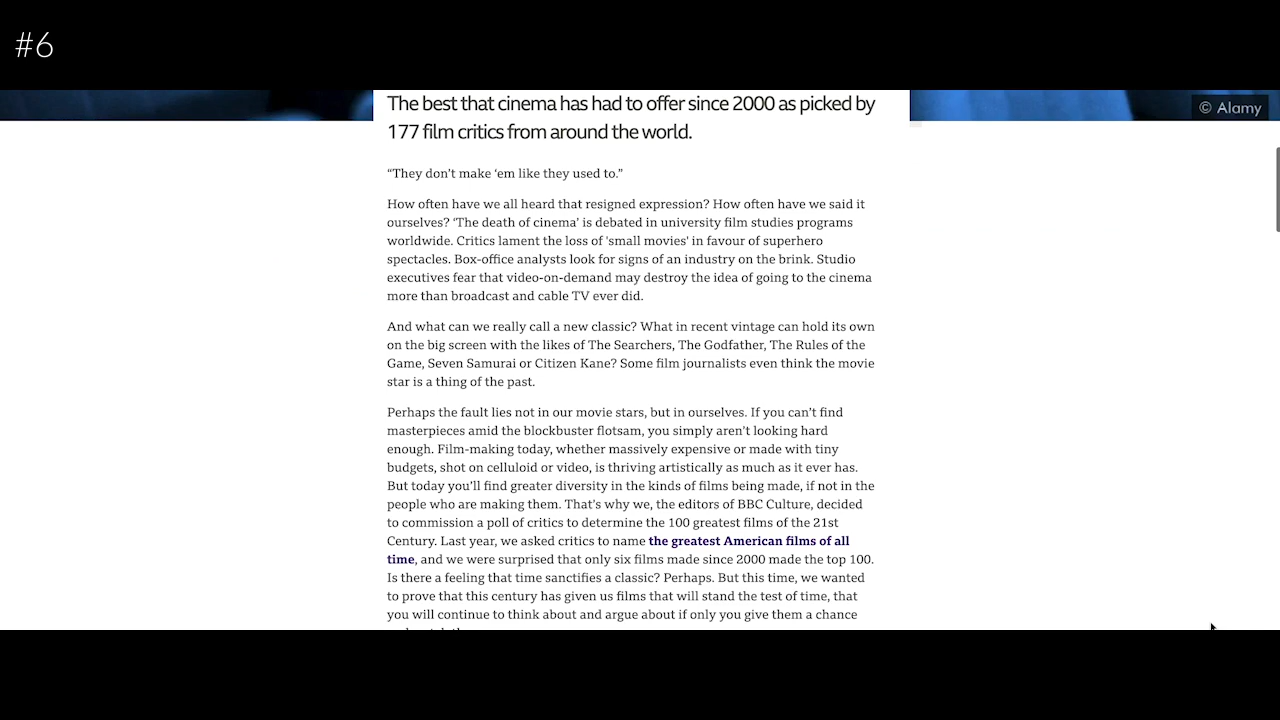 #6
© Alamy
The best that cinema has had to offer since 2000 as picked by
177 film critics from around the world.
“They don’t make ‘em like they used to.”
How often have we all heard that resigned expression? How often have we said it
ourselves? ‘The death of cinema’ is debated in university film studies programs
worldwide. Critics lament the loss of 'small movies' in favour of superhero
spectacles. Box-office analysts look for signs of an industry on the brink. Studio
executives fear that video-on-demand may destroy the idea of going to the cinema
more than broadcast and cable TV ever did.
And what can we really call a new classic? What in recent vintage can hold its own
on the big screen with the likes of The Searchers, The Godfather, The Rules of the
Game, Seven Samurai or Citizen Kane? Some film journalists even think the movie
star is a thing of the past.
Perhaps the fault lies not in our movie stars, but in ourselves. If you can’t find
masterpieces amid the blockbuster flotsam, you simply aren’t looking hard
enough. Film-making today, whether massively expensive or made with tiny
budgets, shot on celluloid or video, is thriving artistically as much as it ever has.
But today you’ll find greater diversity in the kinds of films being made, if not in the
people who are making them. That’s why we, the editors of BBC Culture, decided
to commission a poll of critics to determine the 100 greatest films of the 21st
Century. Last year, we asked critics to name the greatest American films of all
time, and we were surprised that only six films made since 2000 made the top 100.
Is there a feeling that time sanctifies a classic? Perhaps. But this time, we wanted
to prove that this century has given us films that will stand the test of time, that
you will continue to think about and argue about if only you give them a chance